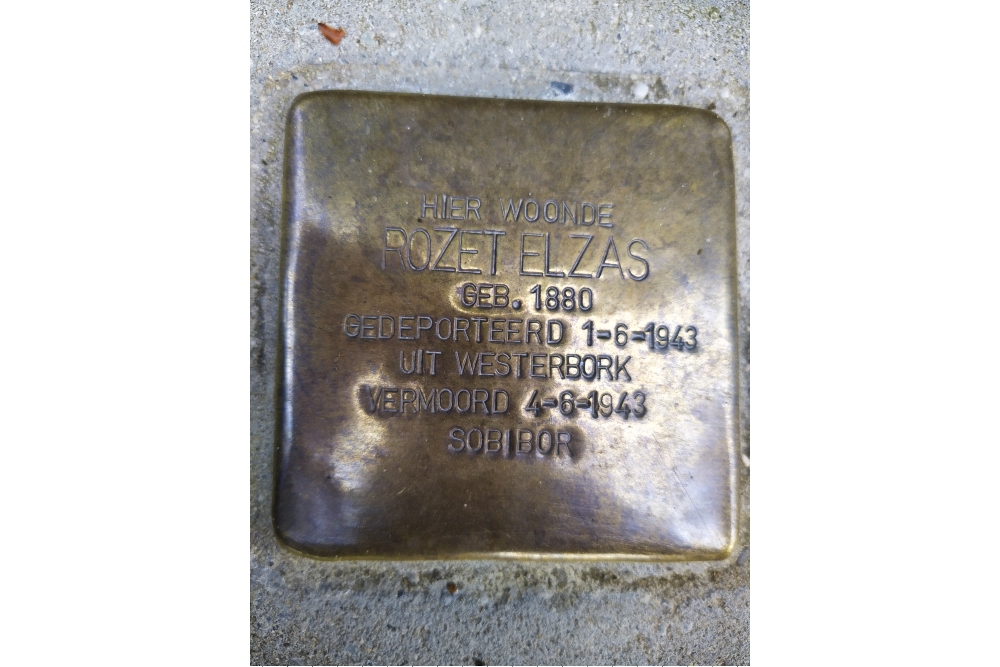 HIER WOONDE
ROZET ELZAS
GEB. 1880
GEDEPORTEERD 1-6-1943
UIT WESTERBORK
VERMOORD 4-6-1943
SOBIBOR